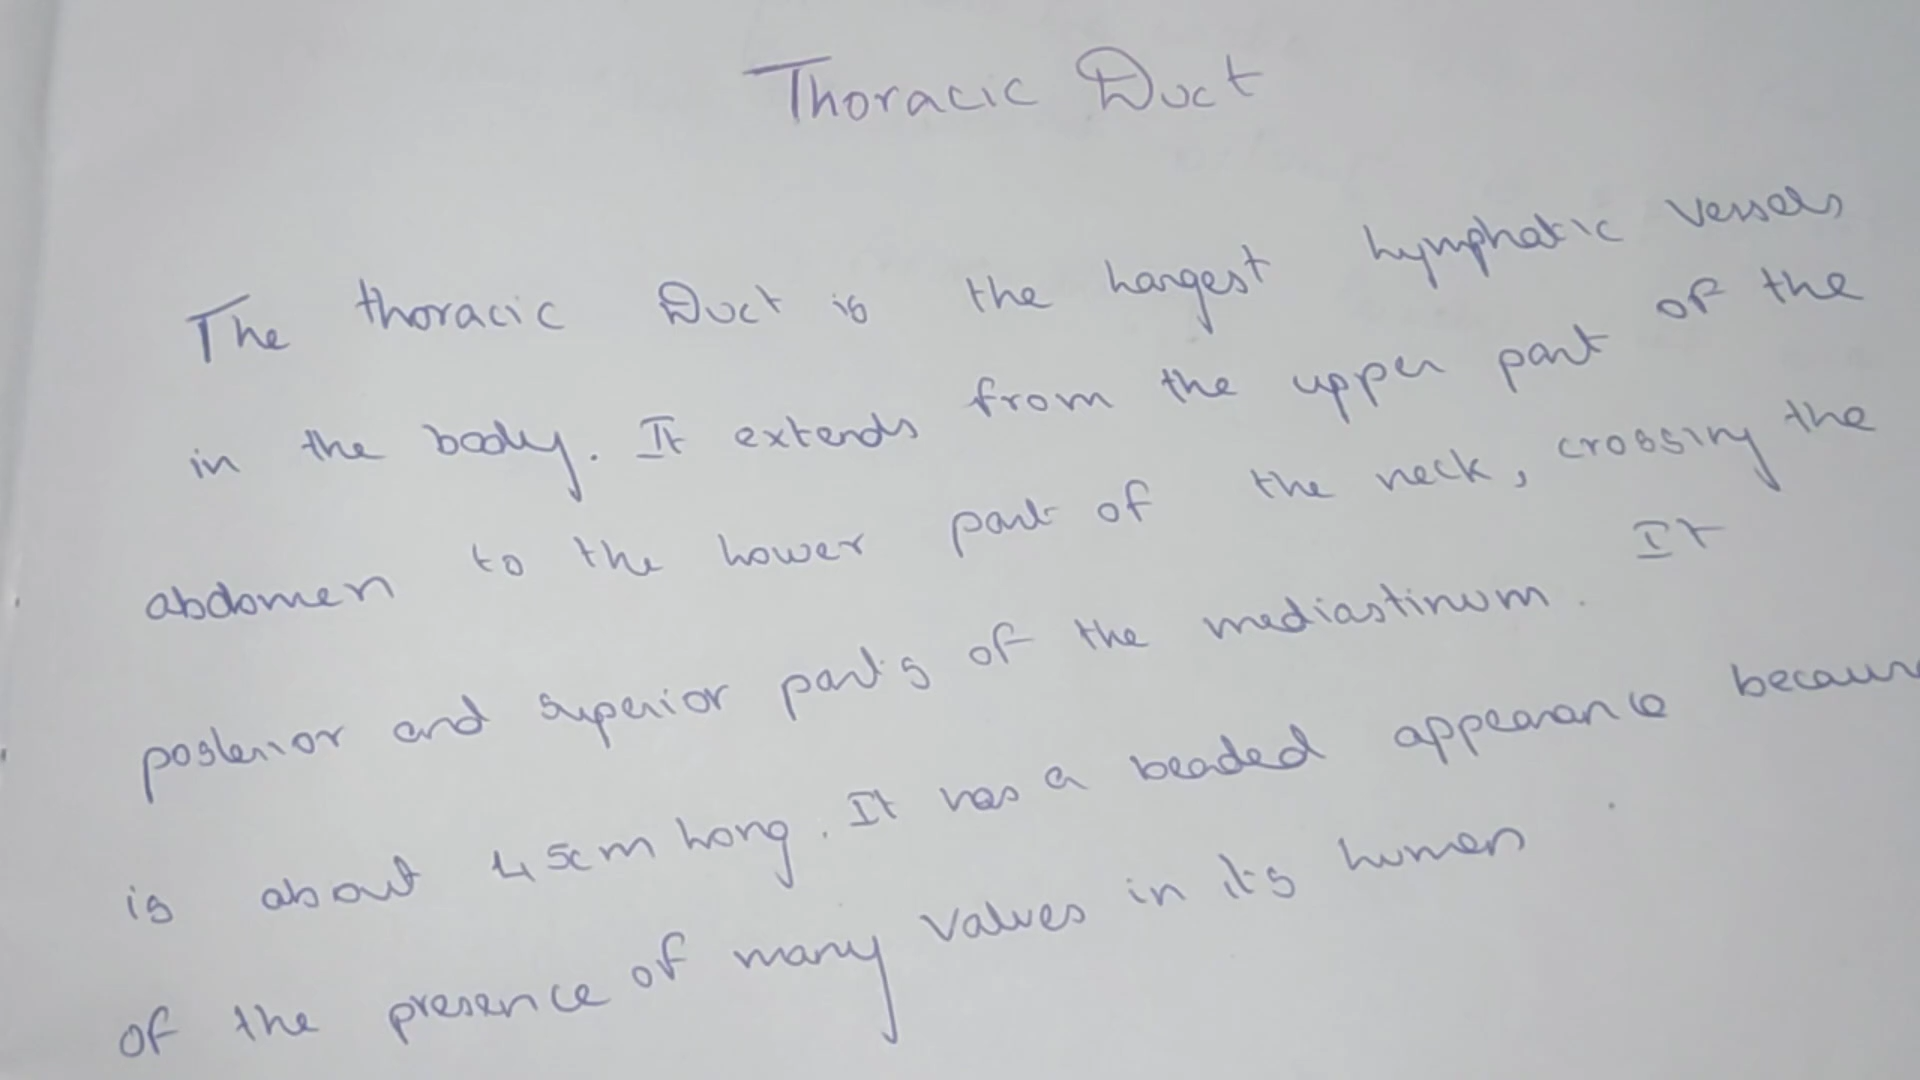 Thoracic Duct
The thoracic Duct is the largest lymphatic vessels
in the body. It extends from the upper part of the
abdomen to the lower part of the neck, crossing the
posterior and superior parts of the mediastinum. It
is about 45cm long. It has a beaded appearance because
of the presence of many valves in its lumen